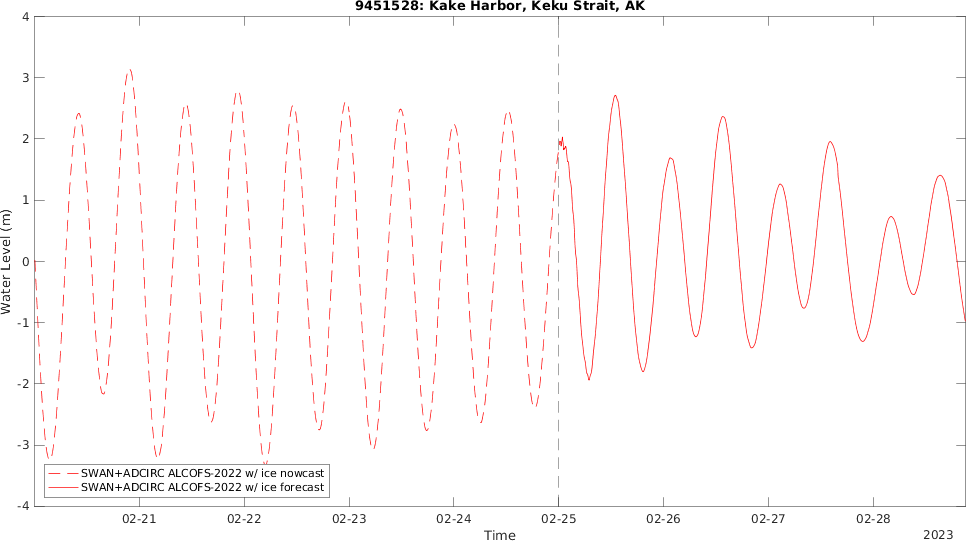 9451528: Kake Harbor, Keku Strait, AK
4
3
2
1
0
-1
-2
-3
-4
Water Level (m)
SWAN+ADCIRC ALCOFS-2022 w/ ice nowcast
SWAN+ADCIRC ALCOFS-2022 w/ ice forecast
02-21 02-22 02-23 02-24 02-25 02-26 02-27 02-28
Time
2023